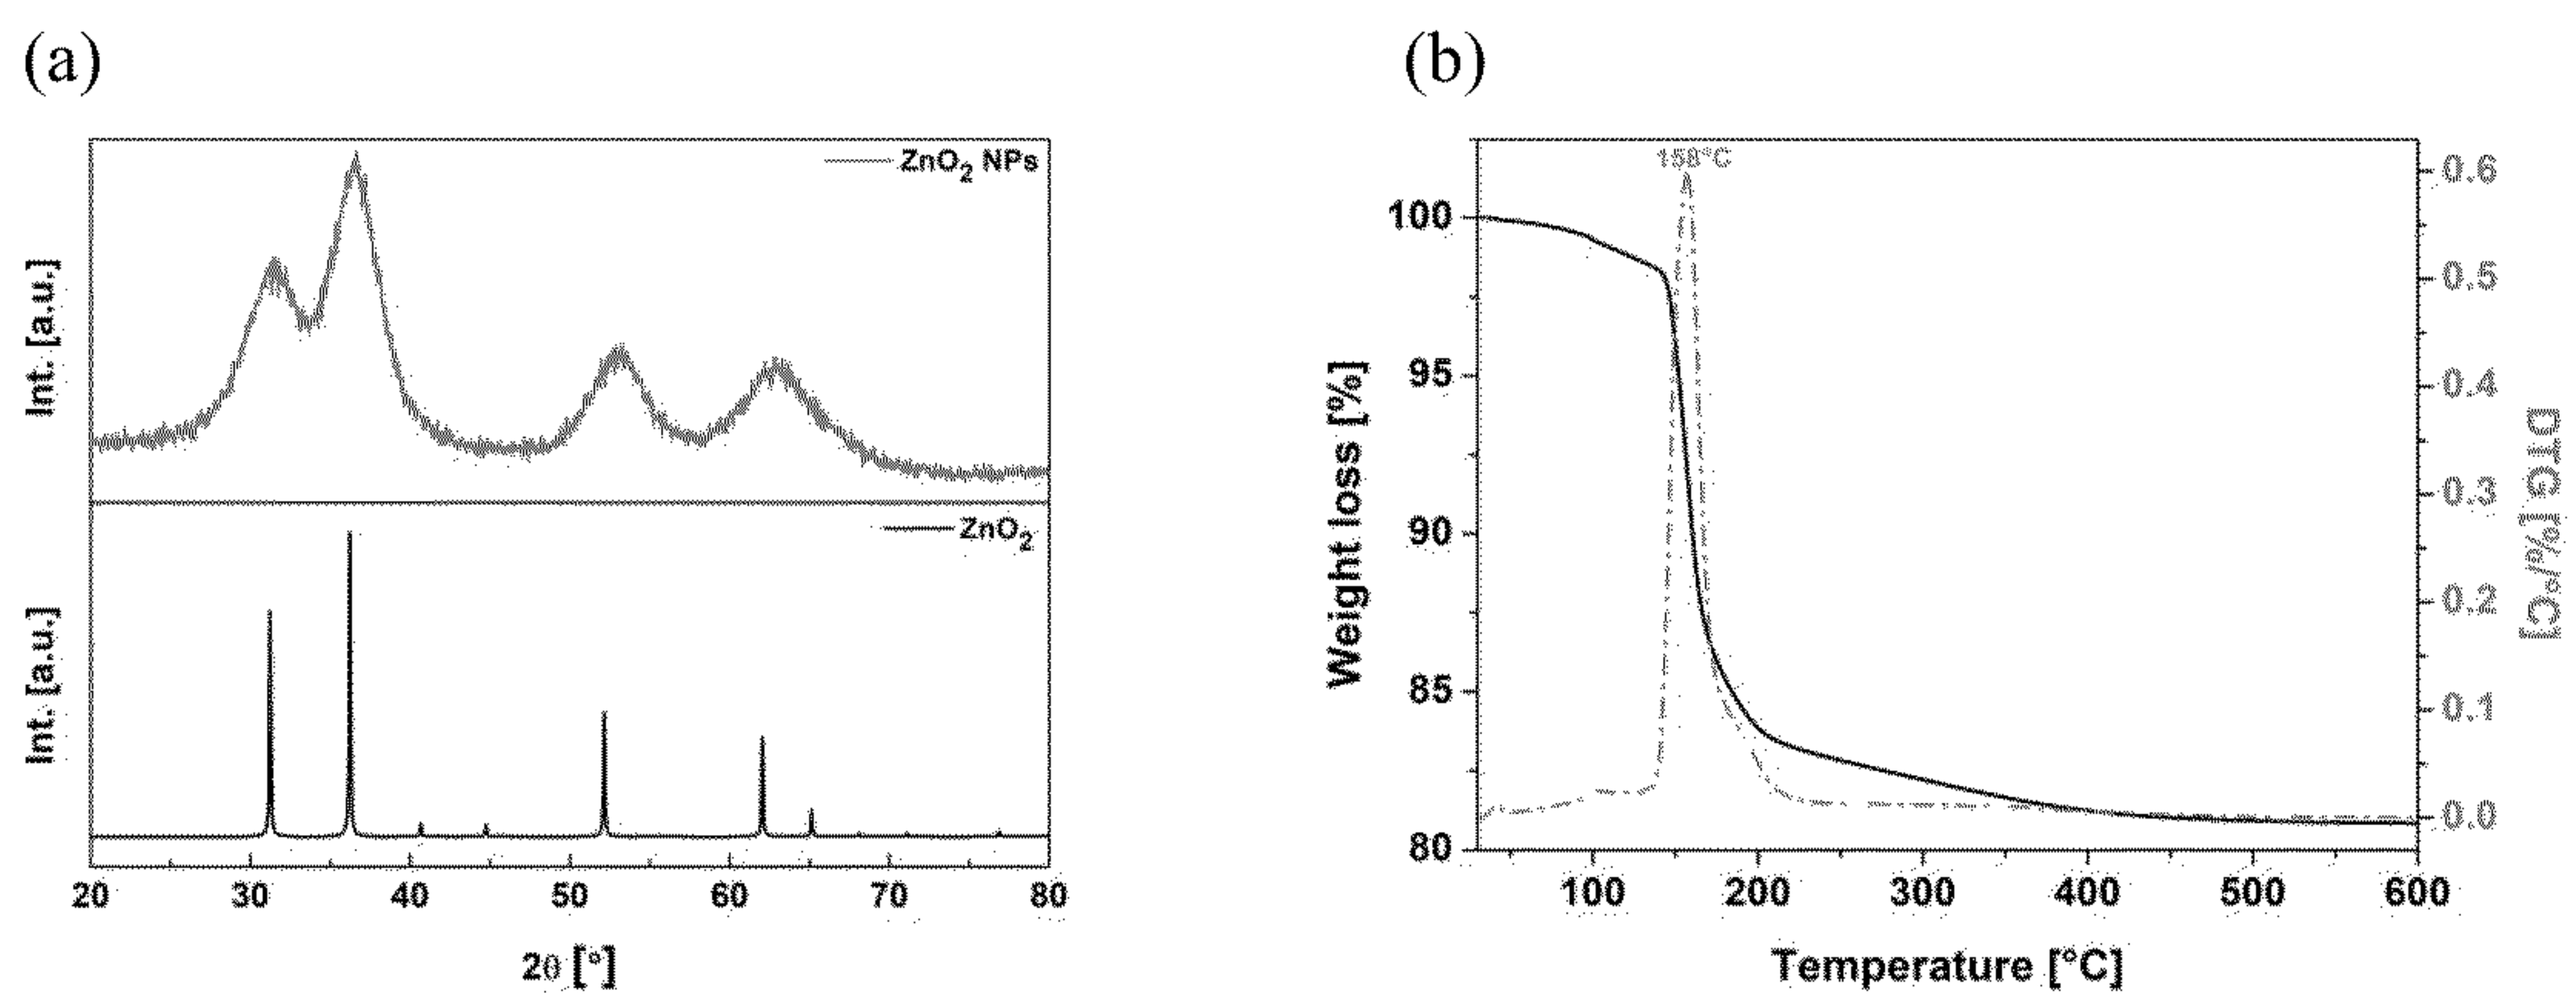 (a)
ZnO2 NPs
Int. [a.u.]
ZnO2
Int. [a.u.]
20 30 40 50 60 70 80
2θ [°]
(b)
158°C
100
95
90
85
80
Weight loss [%]
0.6
0.5
0.4
0.3
0.2
0.1
0.0
DTG [%/°C]
100 200 300 400 500 600
Temperature [°C]